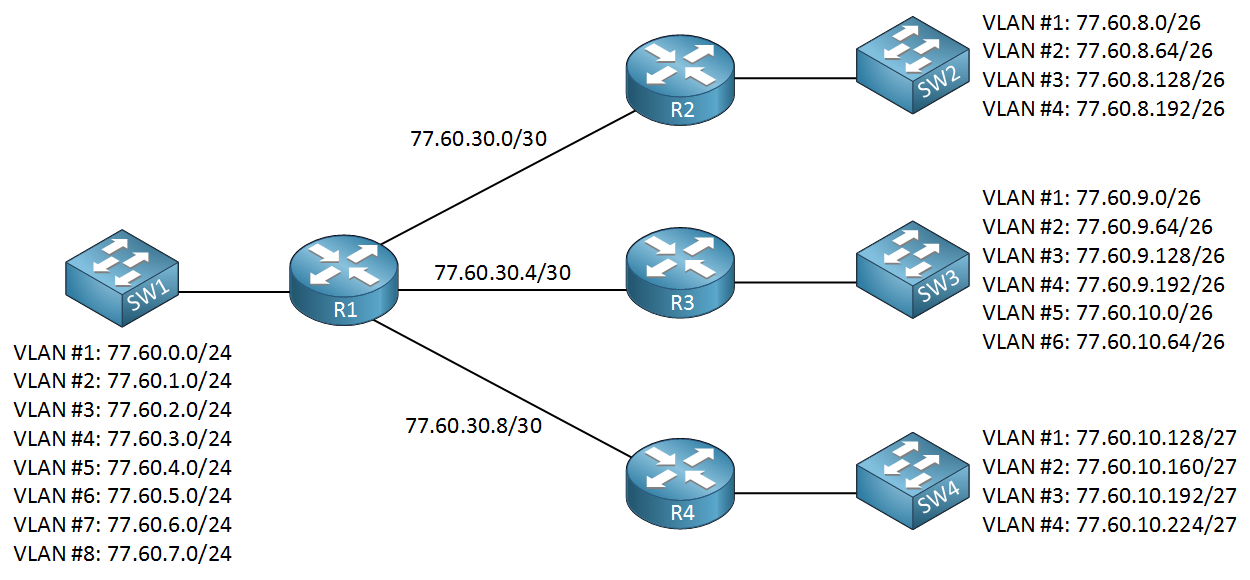 VLAN #1: 77.60.8.0/26
VLAN #2: 77.60.8.64/26
VLAN #3: 77.60.8.128/26
VLAN #4: 77.60.8.192/26
SW2
R2
77.60.30.0/30
VLAN #1: 77.60.9.0/26
VLAN #2: 77.60.9.64/26
VLAN #3: 77.60.9.128/26
VLAN #4: 77.60.9.192/26
VLAN #5: 77.60.10.0/26
VLAN #6: 77.60.10.64/26
SW3
R3
77.60.30.4/30
SW1
R1
VLAN #1: 77.60.0.0/24
VLAN #2: 77.60.1.0/24
VLAN #3: 77.60.2.0/24
VLAN #4: 77.60.3.0/24
VLAN #5: 77.60.4.0/24
VLAN #6: 77.60.5.0/24
VLAN #7: 77.60.6.0/24
VLAN #8: 77.60.7.0/24
77.60.30.8/30
R4
SW4
VLAN #1: 77.60.10.128/27
VLAN #2: 77.60.10.160/27
VLAN #3: 77.60.10.192/27
VLAN #4: 77.60.10.224/27